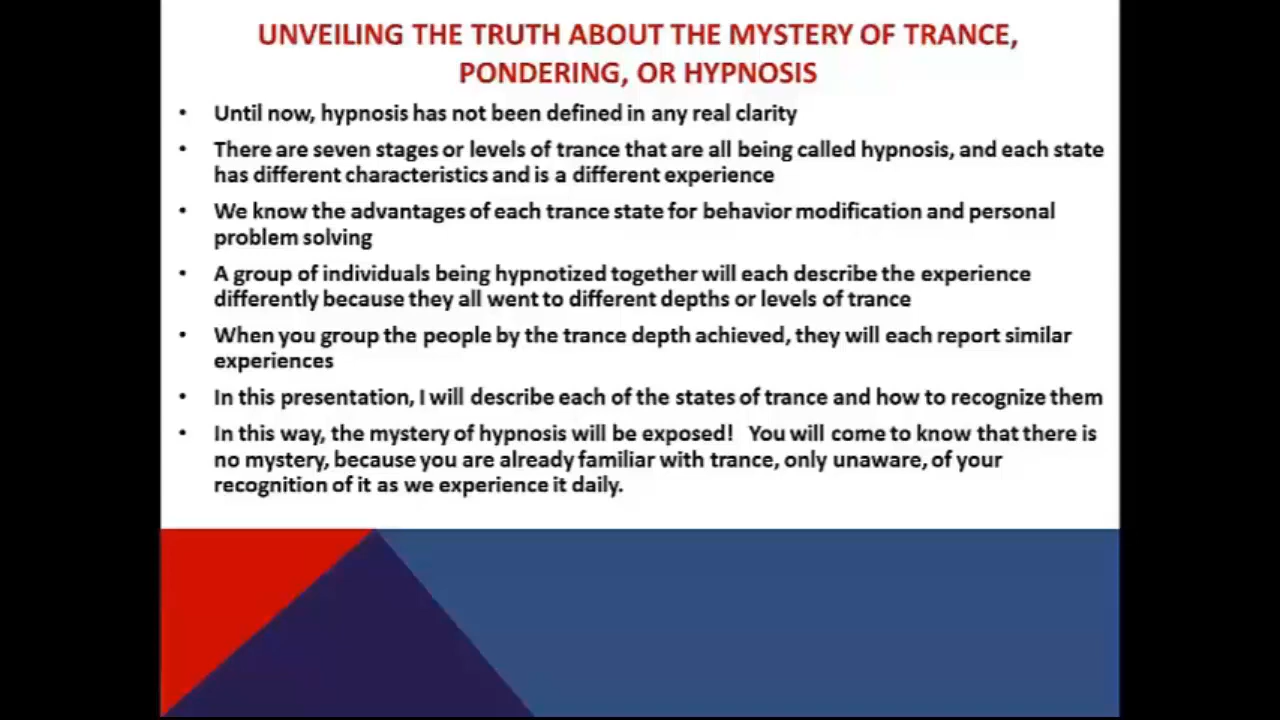 UNVEILING THE TRUTH ABOUT THE MYSTERY OF TRANCE,
PONDERING, OR HYPNOSIS
• Until now, hypnosis has not been defined in any real clarity
• There are seven stages or levels of trance that are all being called hypnosis, and each state
has different characteristics and is a different experience
• We know the advantages of each trance state for behavior modification and personal
problem solving
• A group of individuals being hypnotized together will each describe the experience
differently because they all went to different depths or levels of trance
• When you group the people by the trance depth achieved, they will each report similar
experiences
• In this presentation, I will describe each of the states of trance and how to recognize them
• In this way, the mystery of hypnosis will be exposed! You will come to know that there is
no mystery, because you are already familiar with trance, only unaware, of your
recognition of it as we experience it daily.